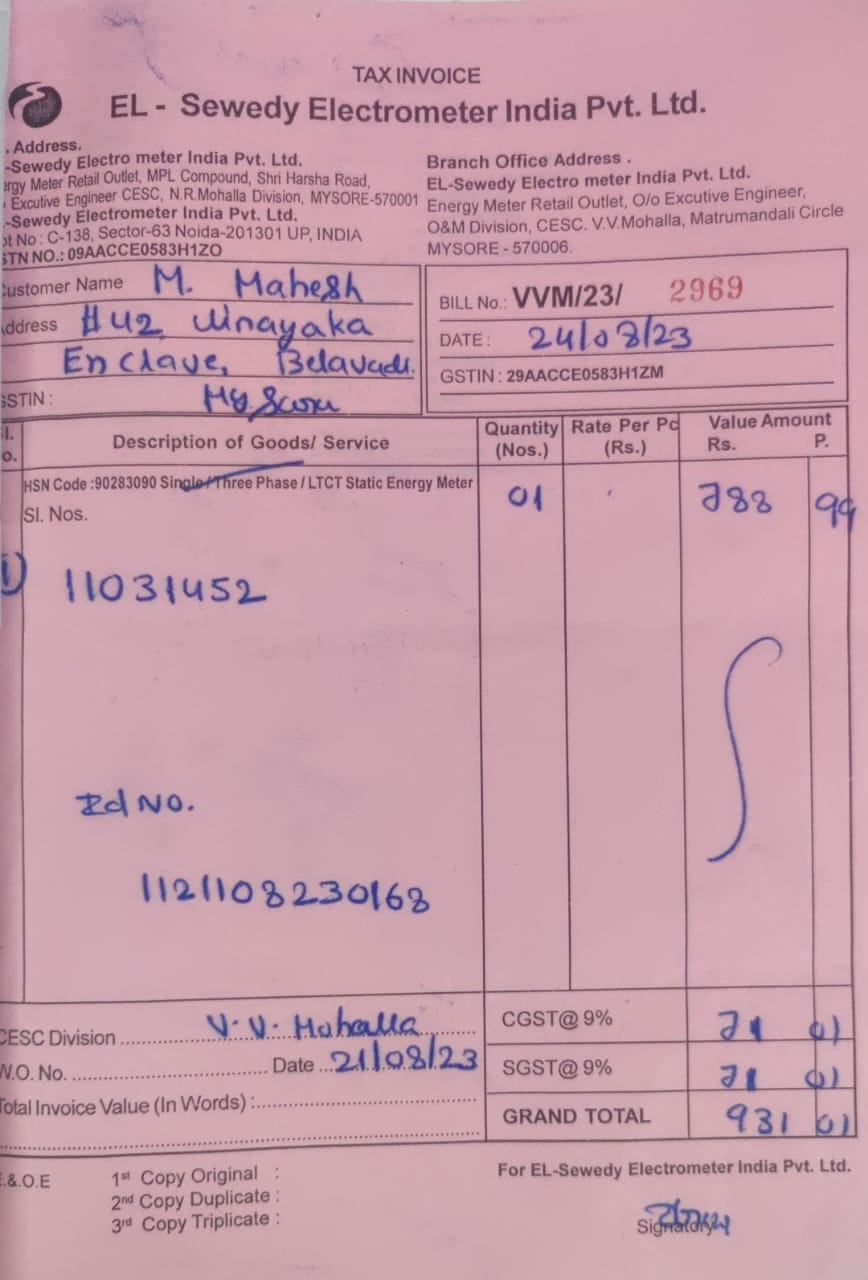 TAX INVOICE
EL - Sewedy Electrometer India Pvt. Ltd.
. Address.
-Sewedy Electro meter India Pvt. Ltd.
ergy Meter Retail Outlet, MPL Compound, Shri Harsha Road,
Excutive Engineer CESC, N.R.Mohalla Division, MYSORE-570001
-Sewedy Electrometer India Pvt. Ltd.
ot No : C-138, Sector-63 Noida-201301 UP, INDIA
STN NO.: 09AACCE0583H1ZO
Branch Office Address .
EL-Sewedy Electro meter India Pvt. Ltd.
Energy Meter Retail Outlet, O/o Excutive Engineer,
O&M Division, CESC. V.V.Mohalla, Matrumandali Circle
MYSORE - 570006.
Customer Name M. Mahesh
Address #42, Vinayaka
Enclave, Belavadi.
GSTIN :
BILL No.: VVM/23/ 2969
DATE : 24/08/23
GSTIN : 29AACCE0583H1ZM
Sl. No. Description of Goods/ Service Quantity (Nos.) Rate Per Pc (Rs.) Value Amount Rs. P.
HSN Code :90283090 Single / Three Phase / LTCT Static Energy Meter 01 788 99
Sl. Nos.
1) 11031452
Rd No.
1121108230168
CESC Division V.V. Mohalla
W.O. No. Date 21/08/23
Total Invoice Value (In Words) :
CGST@ 9% 71 01
SGST@ 9% 71 01
GRAND TOTAL 931 01
E.&.O.E
1st Copy Original :
2nd Copy Duplicate :
3rd Copy Triplicate :
For EL-Sewedy Electrometer India Pvt. Ltd.
Signatory